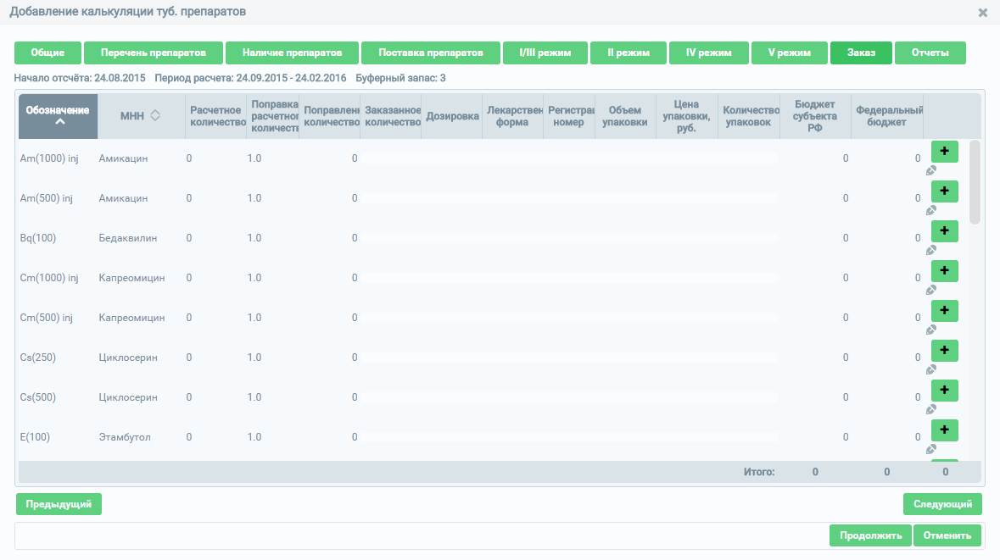 Добавление калькуляции туб. препаратов
Общие Перечень препаратов Наличие препаратов Поставка препаратов I/III режим II режим IV режим V режим Заказ Отчеты
Начало отсчёта: 24.08.2015 Период расчета: 24.09.2015 - 24.02.2016 Буферный запас: 3
Обозначение МНН Расчетное количество Поправка расчетног количеств Поправлени количество Заказанное количество Дозировка Лекарствен форма Регистрац номер Объем упаковки Цена упаковки, руб. Количество упаковок Бюджет субъекта РФ Федеральный бюджет
Am(1000) inj Амикацин 0 1.0 0 0 0
Am(500) inj Амикацин 0 1.0 0 0 0
Bq(100) Бедаквилин 0 1.0 0 0 0
Cm(1000) inj Капреомицин 0 1.0 0 0 0
Cm(500) inj Капреомицин 0 1.0 0 0 0
Cs(250) Циклосерин 0 1.0 0 0 0
Cs(500) Циклосерин 0 1.0 0 0 0
E(100) Этамбутол 0 1.0 0 0 0
Итого: 0 0 0
Предыдущий Следующий
Продолжить Отменить